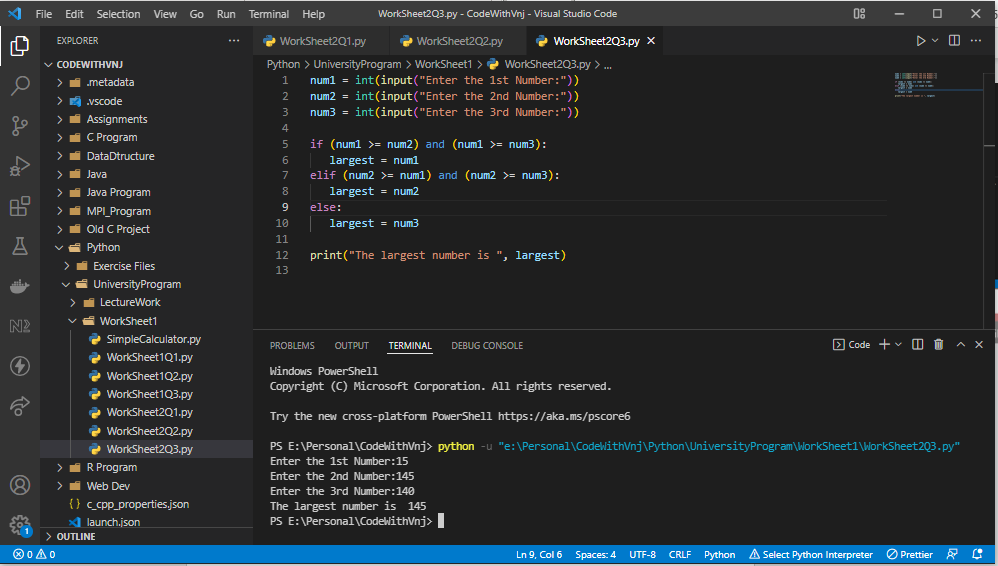 File Edit Selection View Go Run Terminal Help WorkSheet2Q3.py - CodeWithVnj - Visual Studio Code
EXPLORER
CODEWITHVNJ
.metadata
.vscode
Assignments
C Program
DataDtructure
Java
Java Program
MPI_Program
Old C Project
Python
Exercise Files
UniversityProgram
LectureWork
WorkSheet1
SimpleCalculator.py
WorkSheet1Q1.py
WorkSheet1Q2.py
WorkSheet1Q3.py
WorkSheet2Q1.py
WorkSheet2Q2.py
WorkSheet2Q3.py
R Program
Web Dev
{ } c_cpp_properties.json
launch.json
OUTLINE
WorkSheet2Q1.py WorkSheet2Q2.py WorkSheet2Q3.py
Python > UniversityProgram > WorkSheet1 > WorkSheet2Q3.py > ...
1 num1 = int(input("Enter the 1st Number:"))
2 num2 = int(input("Enter the 2nd Number:"))
3 num3 = int(input("Enter the 3rd Number:"))
4
5 if (num1 >= num2) and (num1 >= num3):
6 largest = num1
7 elif (num2 >= num1) and (num2 >= num3):
8 largest = num2
9 else:
10 largest = num3
11
12 print("The largest number is ", largest)
13
PROBLEMS OUTPUT TERMINAL DEBUG CONSOLE Code
Windows PowerShell
Copyright (C) Microsoft Corporation. All rights reserved.
Try the new cross-platform PowerShell https://aka.ms/pscore6
PS E:\Personal\CodeWithVnj> python -u "e:\Personal\CodeWithVnj\Python\UniversityProgram\WorkSheet1\WorkSheet2Q3.py"
Enter the 1st Number:15
Enter the 2nd Number:145
Enter the 3rd Number:140
The largest number is  145
PS E:\Personal\CodeWithVnj>
N2
1
0 0 Ln 9, Col 6 Spaces: 4 UTF-8 CRLF Python Select Python Interpreter Prettier